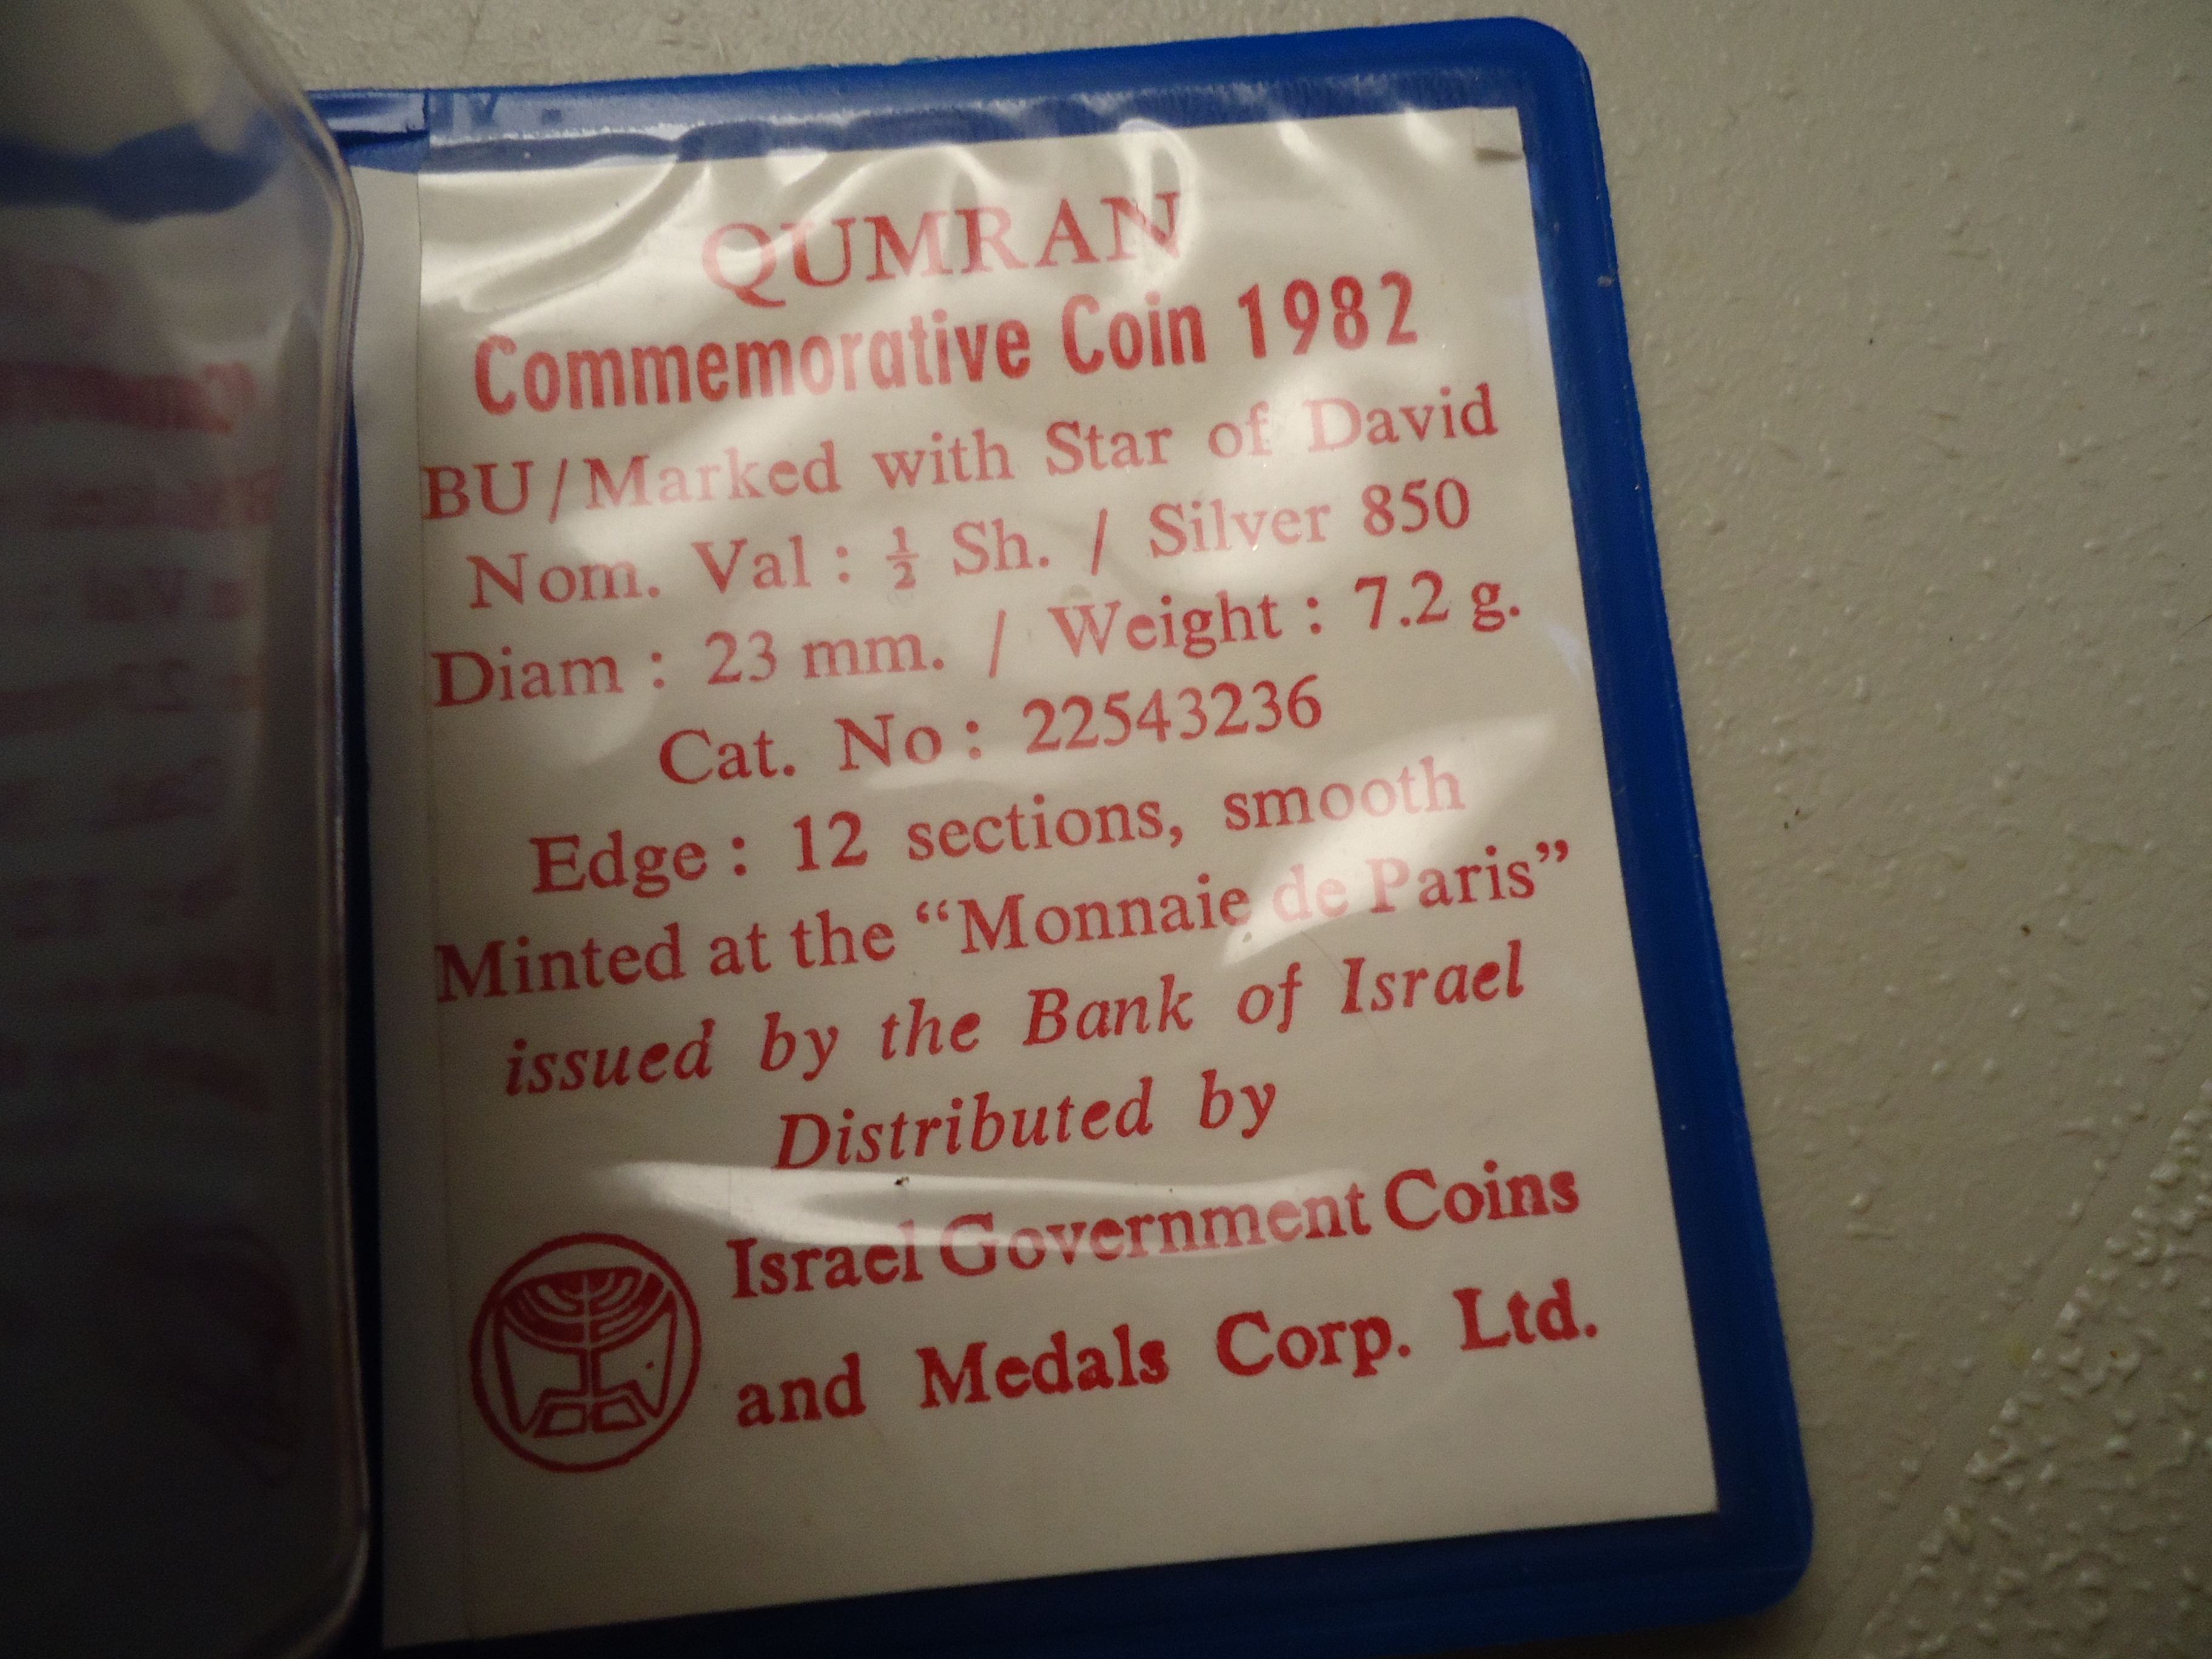 QUMRAN
Commemorative Coin 1982
BU/Marked with Star of David
Nom. Val : ½ Sh. / Silver 850
Diam : 23 mm. / Weight : 7.2 g.
Cat. No : 22543236
Edge : 12 sections, smooth
Minted at the “Monnaie de Paris”
issued by the Bank of Israel
Distributed by
Israel Government Coins
and Medals Corp. Ltd.